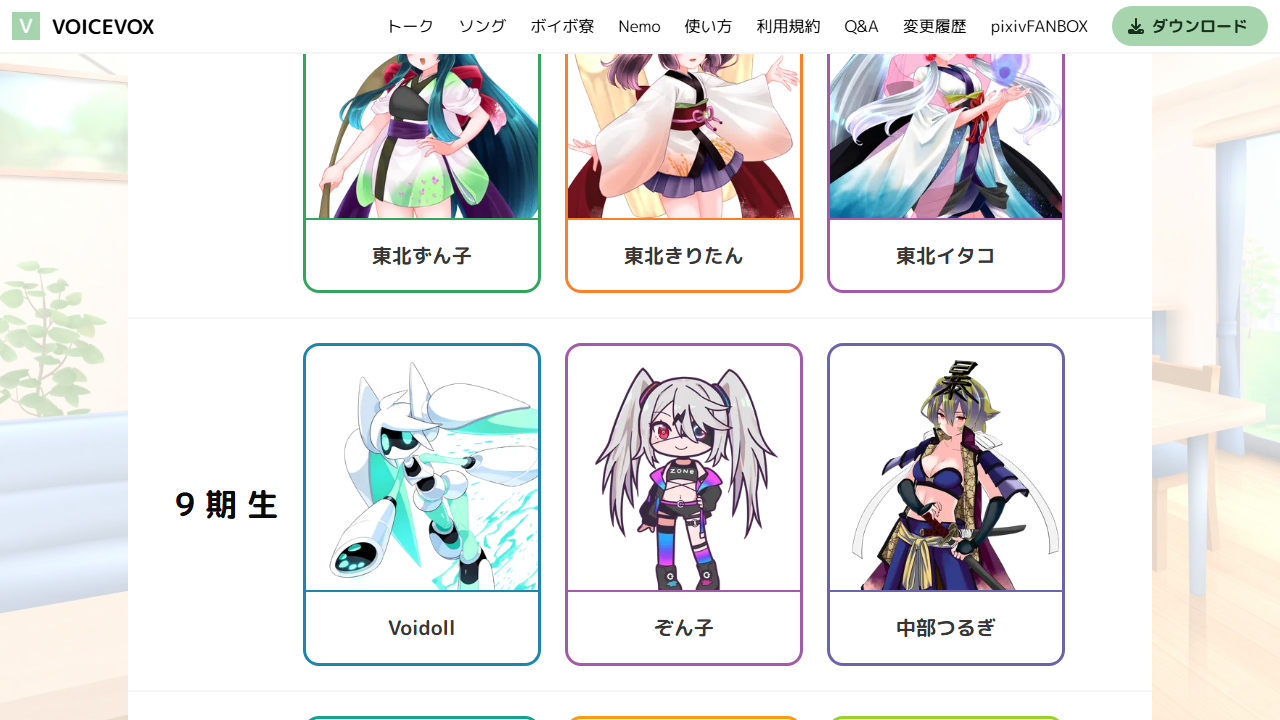 V VOICEVOX
トーク ソング ボイボ寮 Nemo 使い方 利用規約 Q&A 変更履歴 pixivFANBOX ダウンロード
東北ずん子 東北きりたん 東北イタコ
9期生
ZONe
Voidoll ぞん子 中部つるぎ